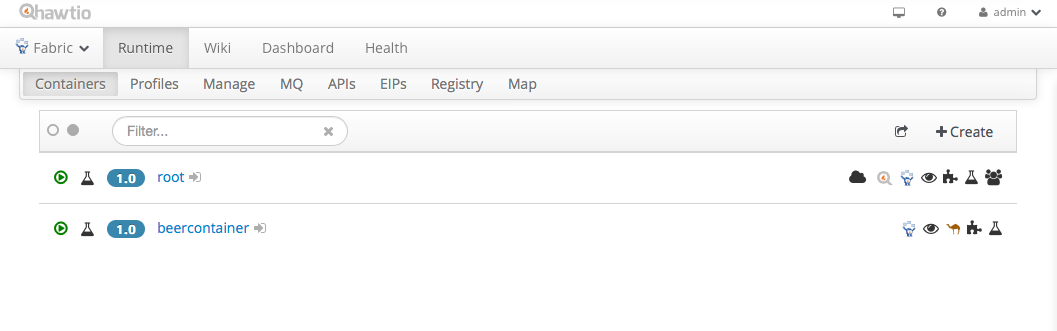 hawtio
admin
Fabric Runtime Wiki Dashboard Health
Containers Profiles Manage MQ APIs EIPs Registry Map
Filter... Create
1.0 root
1.0 beercontainer